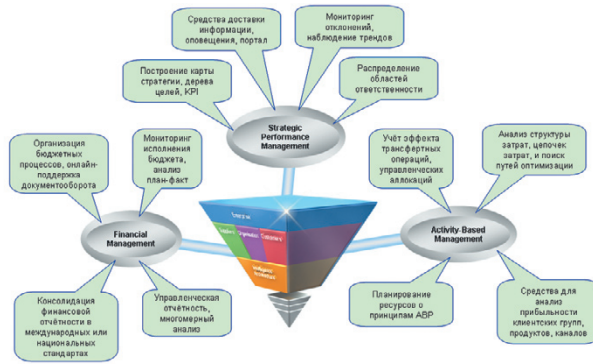 Средства доставки
информации,
оповещения, портал
Мониторинг
отклонений,
наблюдение трендов
Построение карты
стратегии, дерева
целей, KPI
Распределение
областей
ответственности
Strategic
Performance
Management
Организация
бюджетных
процессов, онлайн-
поддержка
документооборота
Мониторинг
исполнения
бюджета,
анализ
план-факт
Учёт эффекта
трансфертных
операций,
управленческих
аллокаций
Анализ структуры
затрат, цепочек
затрат, и поиск
путей оптимизации
Financial
Management
Activity-Based
Management
Консолидация
финансовой
отчётности в
международных или
национальных
стандартах
Управленческая
отчётность,
многомерный
анализ
Планирование
ресурсов о
принципам ABP
Средства для
анализа
прибыльности
клиентских групп,
продуктов, каналов